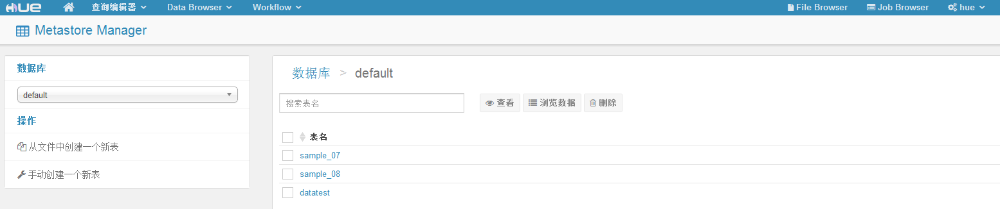 HUE 查询编辑器 Data Browser Workflow File Browser Job Browser hue
Metastore Manager
数据库
default
操作
从文件中创建一个新表
手动创建一个新表
数据库 > default
搜索表名 查看 浏览数据 删除
表名
sample_07
sample_08
datatest